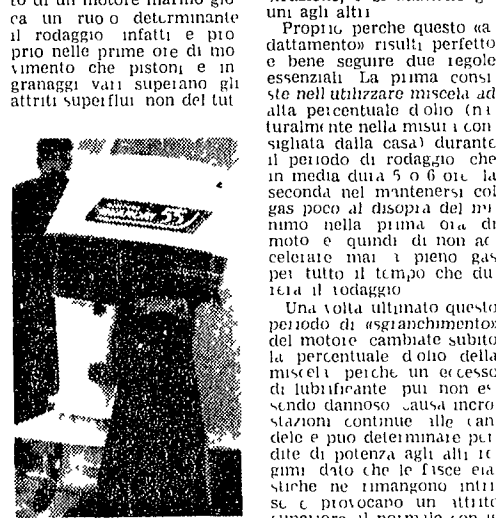 to di un motore marino gio
ca un ruolo determinante
il rodaggio infatti e pro
prio nelle prime ore di mo
vimento che pistoni e in
granaggi vari superano gli
attriti superflui non del tut
uni agli altri
Proprio perche questo «a
dattamento» risulti perfetto
e bene seguire due regole
essenziali La prima consi
ste nell utilizzare miscela ad
alta percentuale d olio (na
turalmente nella misura con
sigliata dalla casa) durante
il periodo di rodaggio che
in media dura 5 o 6 ore la
seconda nel mantenersi col
gas poco al disopra del mi
nimo nella prima ora di
moto e quindi di non ac
celerare mai a pieno gas
per tutto il tempo che du
rera il rodaggio
Una volta ultimato questo
periodo di «sgranchimento»
del motore cambiate subito
la percentuale d olio della
miscela perche un eccesso
di lubrificante pur non es
sendo dannoso causa incro
stazioni continue alle can
dele e puo determinare per
dite di potenza agli alti re
gimi dato che le fasce ela
stiche ne rimangono intri
se e provocano un attrito
superiore al normale con le